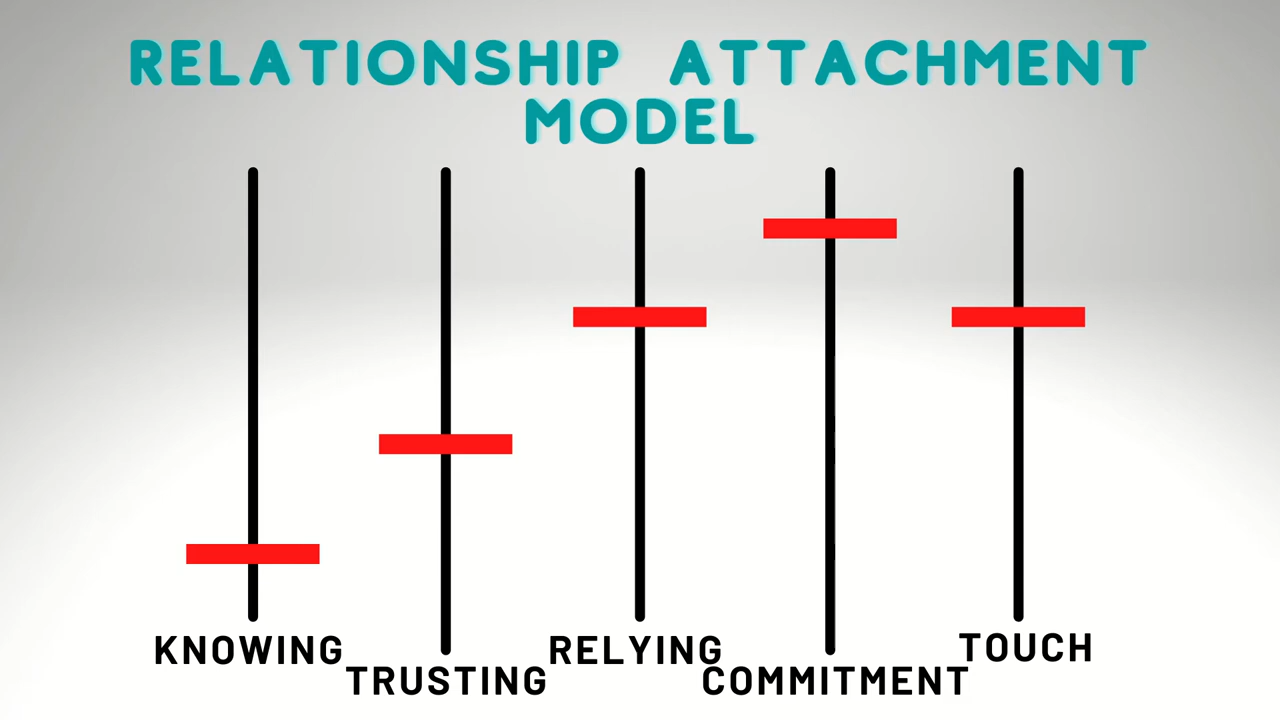 RELATIONSHIP ATTACHMENT
MODEL
KNOWING
TRUSTING
RELYING
COMMITMENT
TOUCH